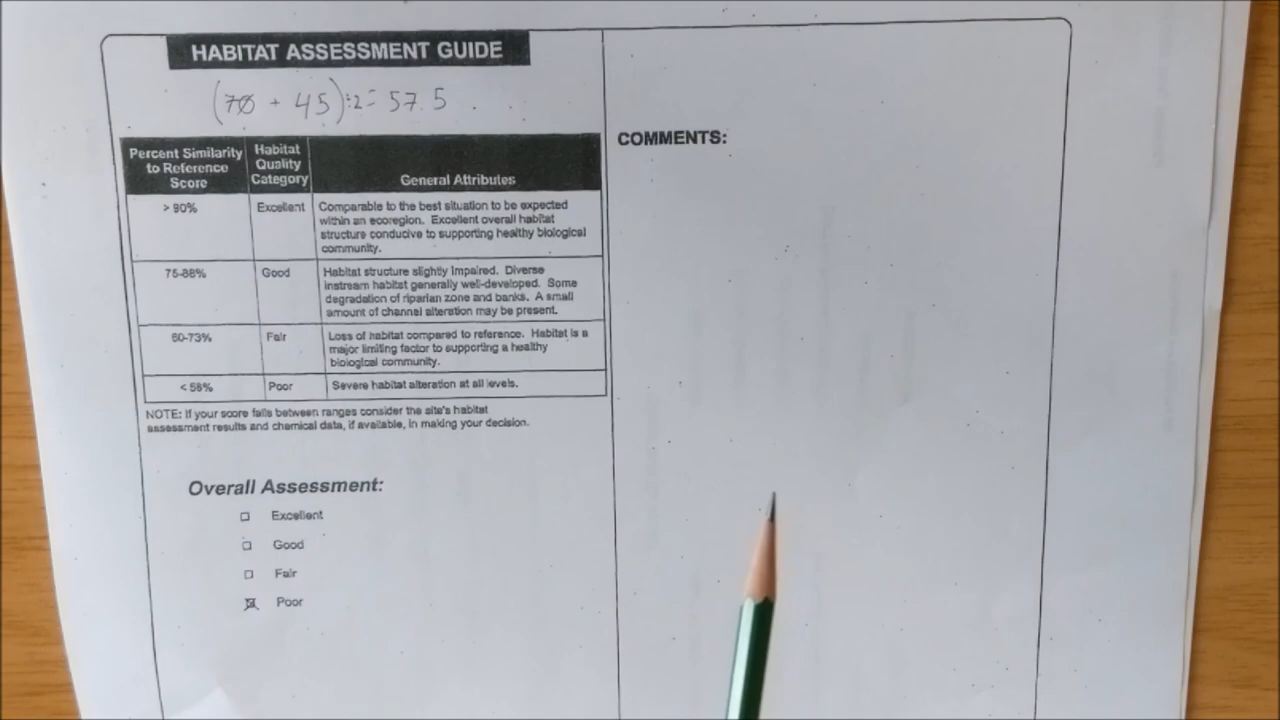 HABITAT ASSESSMENT GUIDE
(70 + 45):2= 57.5
Percent Similarity to Reference Score
Habitat Quality Category
General Attributes
> 90%
Excellent
Comparable to the best situation to be expected
within an ecoregion. Excellent overall habitat
structure conducive to supporting healthy biological
community.
75-88%
Good
Habitat structure slightly impaired. Diverse
instream habitat generally well-developed. Some
degradation of riparian zone and banks. A small
amount of channel alteration may be present.
60-73%
Fair
Loss of habitat compared to reference. Habitat is a
major limiting factor to supporting a healthy
biological community.
< 58%
Poor
Severe habitat alteration at all levels.
NOTE: If your score falls between ranges consider the site's habitat
assessment results and chemical data, if available, in making your decision.
Overall Assessment:
Excellent
Good
Fair
Poor
COMMENTS: